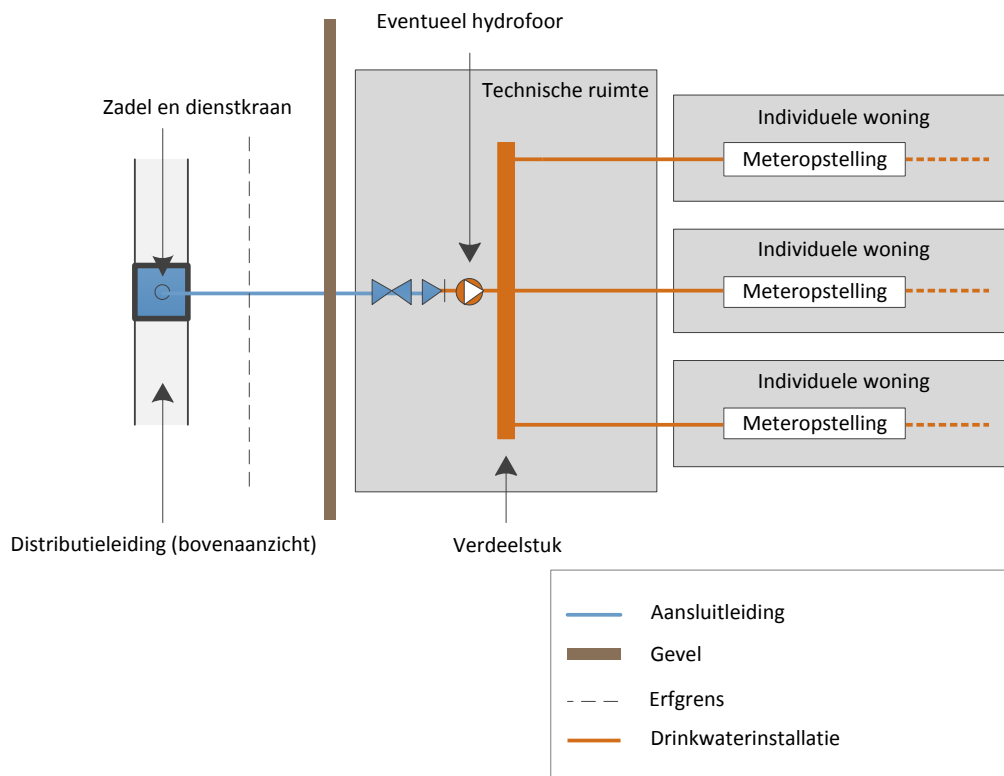 Eventueel hydrofoor
Technische ruimte
Zadel en dienstkraan
Individuele woning
Meteropstelling
Individuele woning
Meteropstelling
Individuele woning
Meteropstelling
Distributieleiding (bovenaanzicht)
Verdeelstuk
Aansluitleiding
Gevel
Erfgrens
Drinkwaterinstallatie